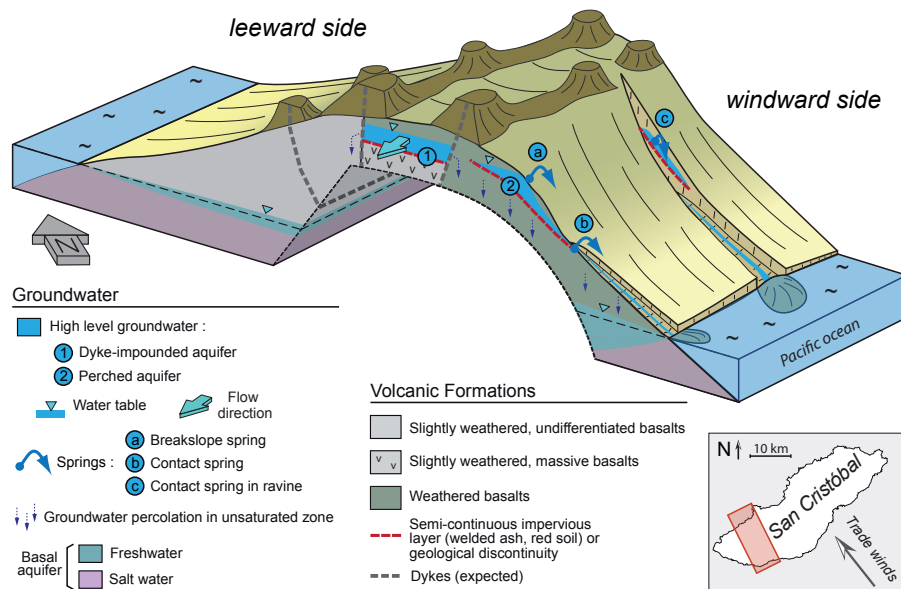 leeward side
windward side
c
1
a
2
b
N
Pacific ocean
Groundwater
High level groundwater :
1 Dyke-impounded aquifer
2 Perched aquifer
Water table
Flow
direction
a Breakslope spring
Springs : b Contact spring
c Contact spring in ravine
Groundwater percolation in unsaturated zone
Basal
aquifer
Freshwater
Salt water
Volcanic Formations
Slightly weathered, undifferentiated basalts
v v v Slightly weathered, massive basalts
Weathered basalts
Semi-continuous impervious
layer (welded ash, red soil) or
geological discontinuity
Dykes (expected)
N 10 km
San Cristóbal
Trade winds